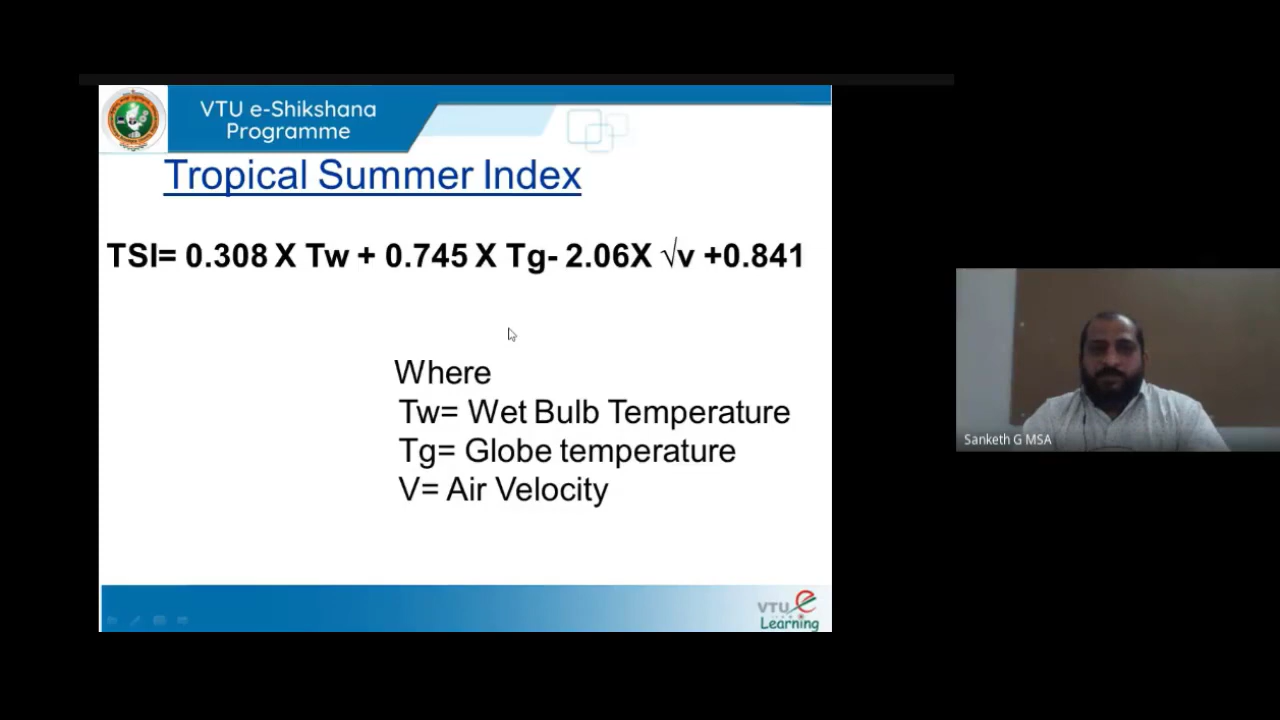 VTU e-Shikshana
Programme
Tropical Summer Index
TSI= 0.308 X Tw + 0.745 X Tg- 2.06X √v +0.841
Where
Tw= Wet Bulb Temperature
Tg= Globe temperature
V= Air Velocity
Sanketh G MSA
VTU e
Learning